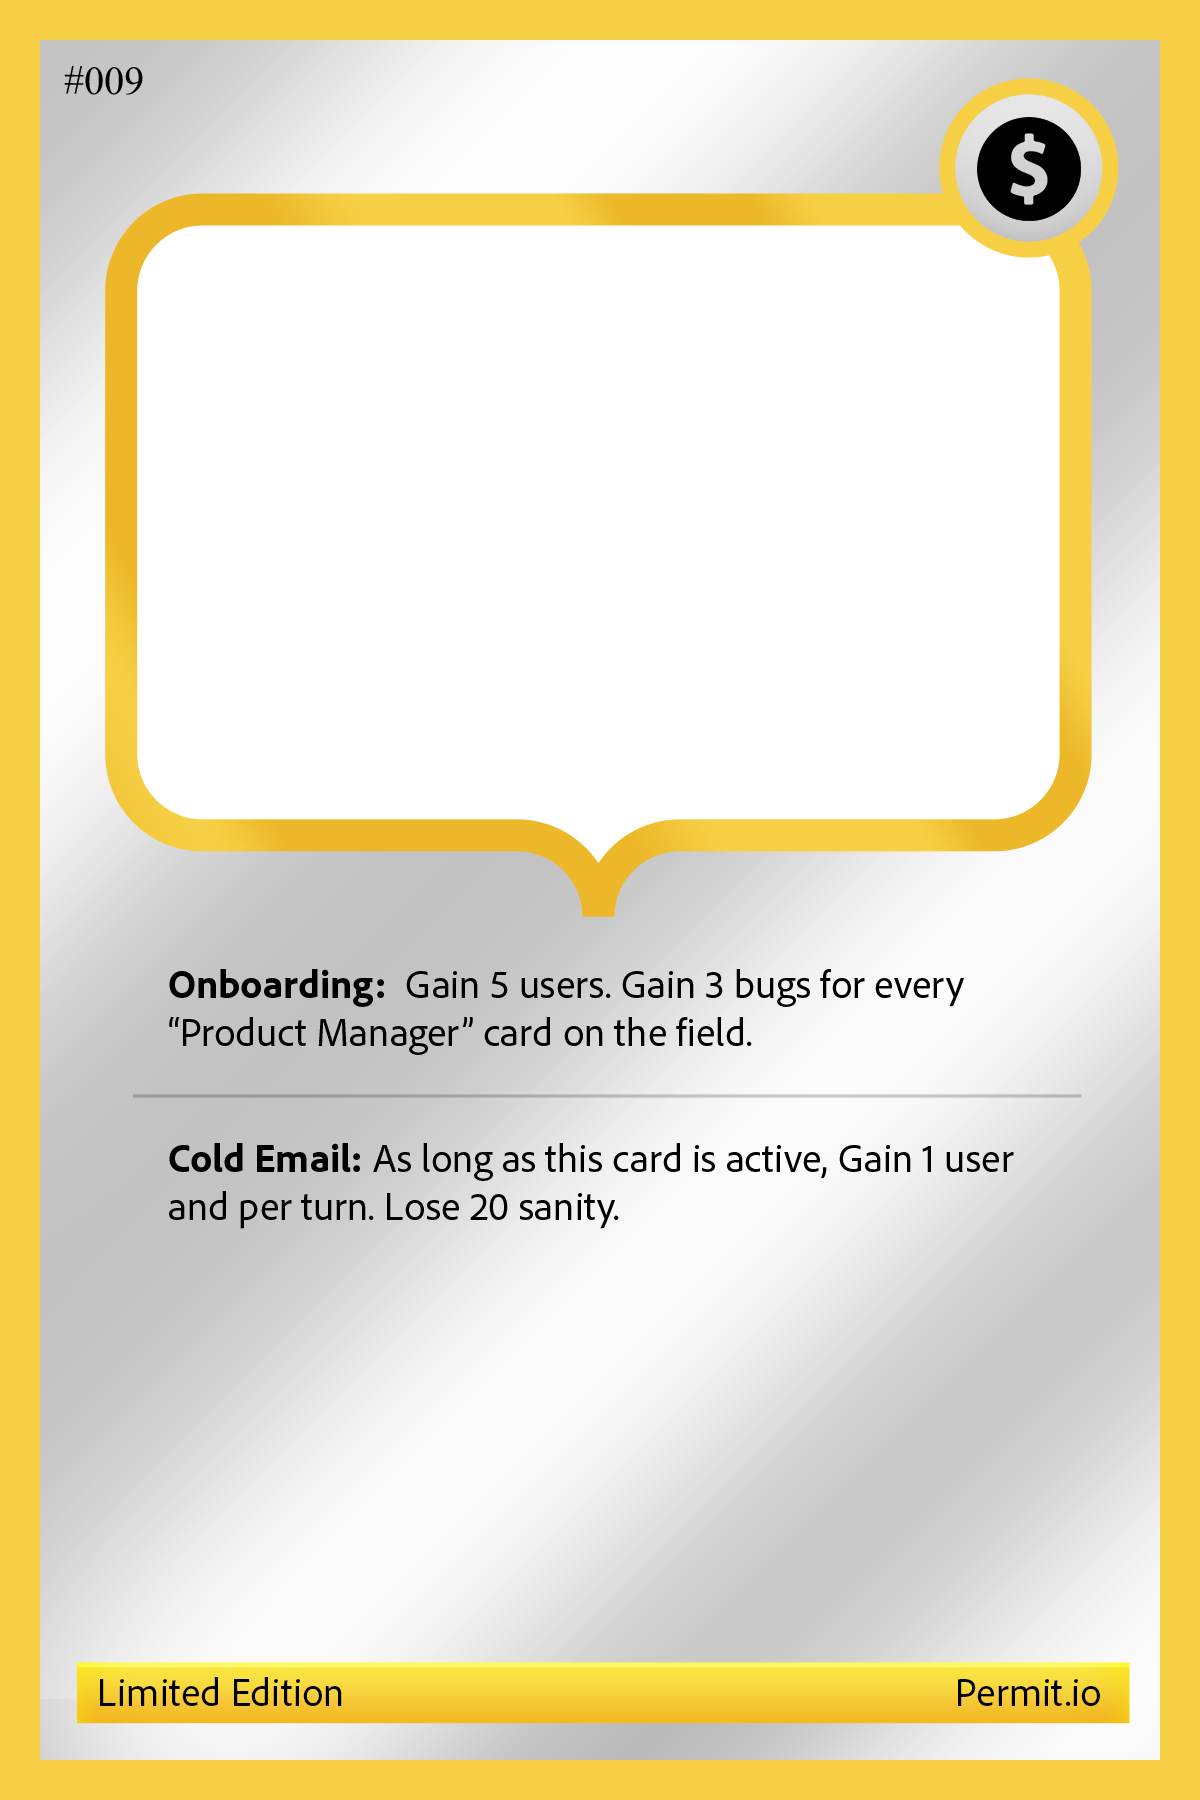 #009
$
Onboarding:  Gain 5 users. Gain 3 bugs for every
“Product Manager” card on the field.
Cold Email: As long as this card is active, Gain 1 user
and per turn. Lose 20 sanity.
Limited Edition
Permit.io